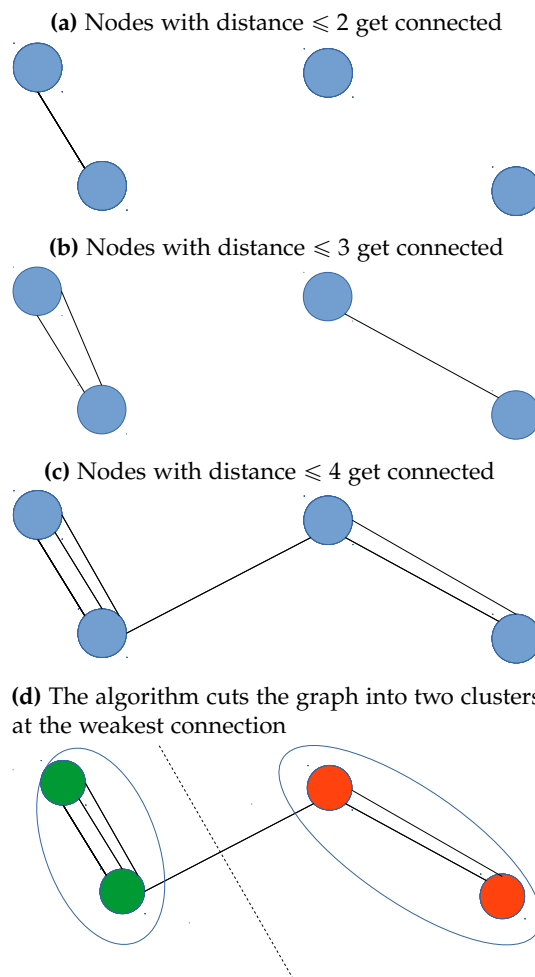 (a) Nodes with distance ⩽ 2 get connected
(b) Nodes with distance ⩽ 3 get connected
(c) Nodes with distance ⩽ 4 get connected
(d) The algorithm cuts the graph into two clusters
at the weakest connection